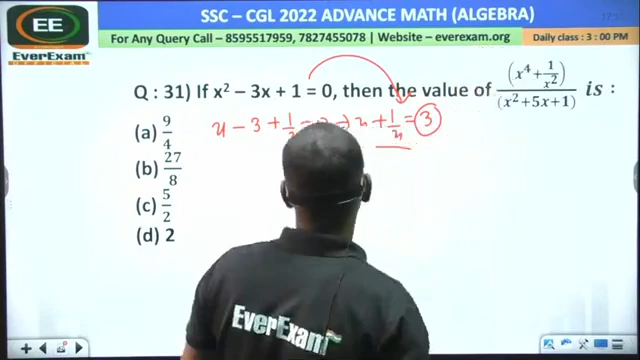 SSC – CGL 2022 ADVANCE MATH (ALGEBRA)
EE
EverExam
For Any Query Call – 8595517959, 7827455078 | Website – everexam.org
Daily class : 3 : 00 PM
Q : 31) If x² – 3x + 1 = 0, then the value of (x⁴ + 1/x²)/(x² + 5x + 1) is :
x – 3 + 1/x = ⇒ x + 1/x = 3
(a) 9/4
(b) 27/8
(c) 5/2
(d) 2
EverExam